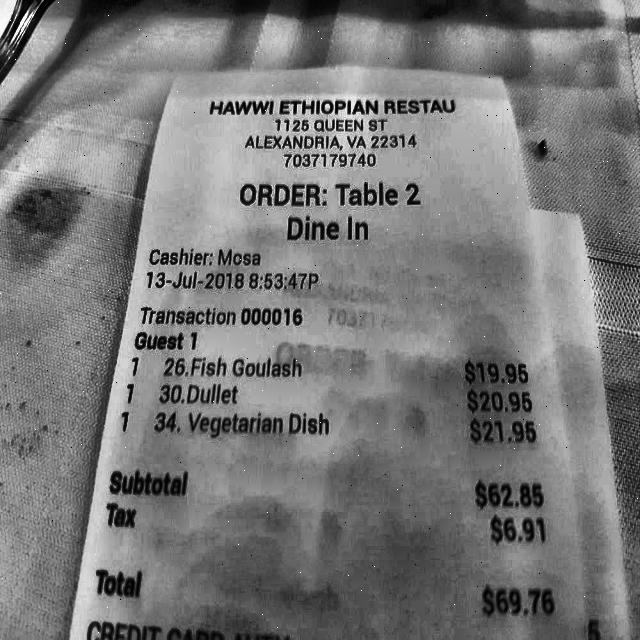 HAWWI ETHIOPIAN RESTAU
1125 QUEEN ST
ALEXANDRIA, VA 22314
7037179740
ORDER: Table 2
Dine In
Cashier: Mosa
13-Jul-2018 8:53:47P
Transaction 000016
Guest 1
1 26.Fish Goulash $19.95
1 30.Dullet $20.95
1 34. Vegetarian Dish $21.95
Subtotal $62.85
Tax $6.91
Total $69.76
CREDIT CARD AUTH